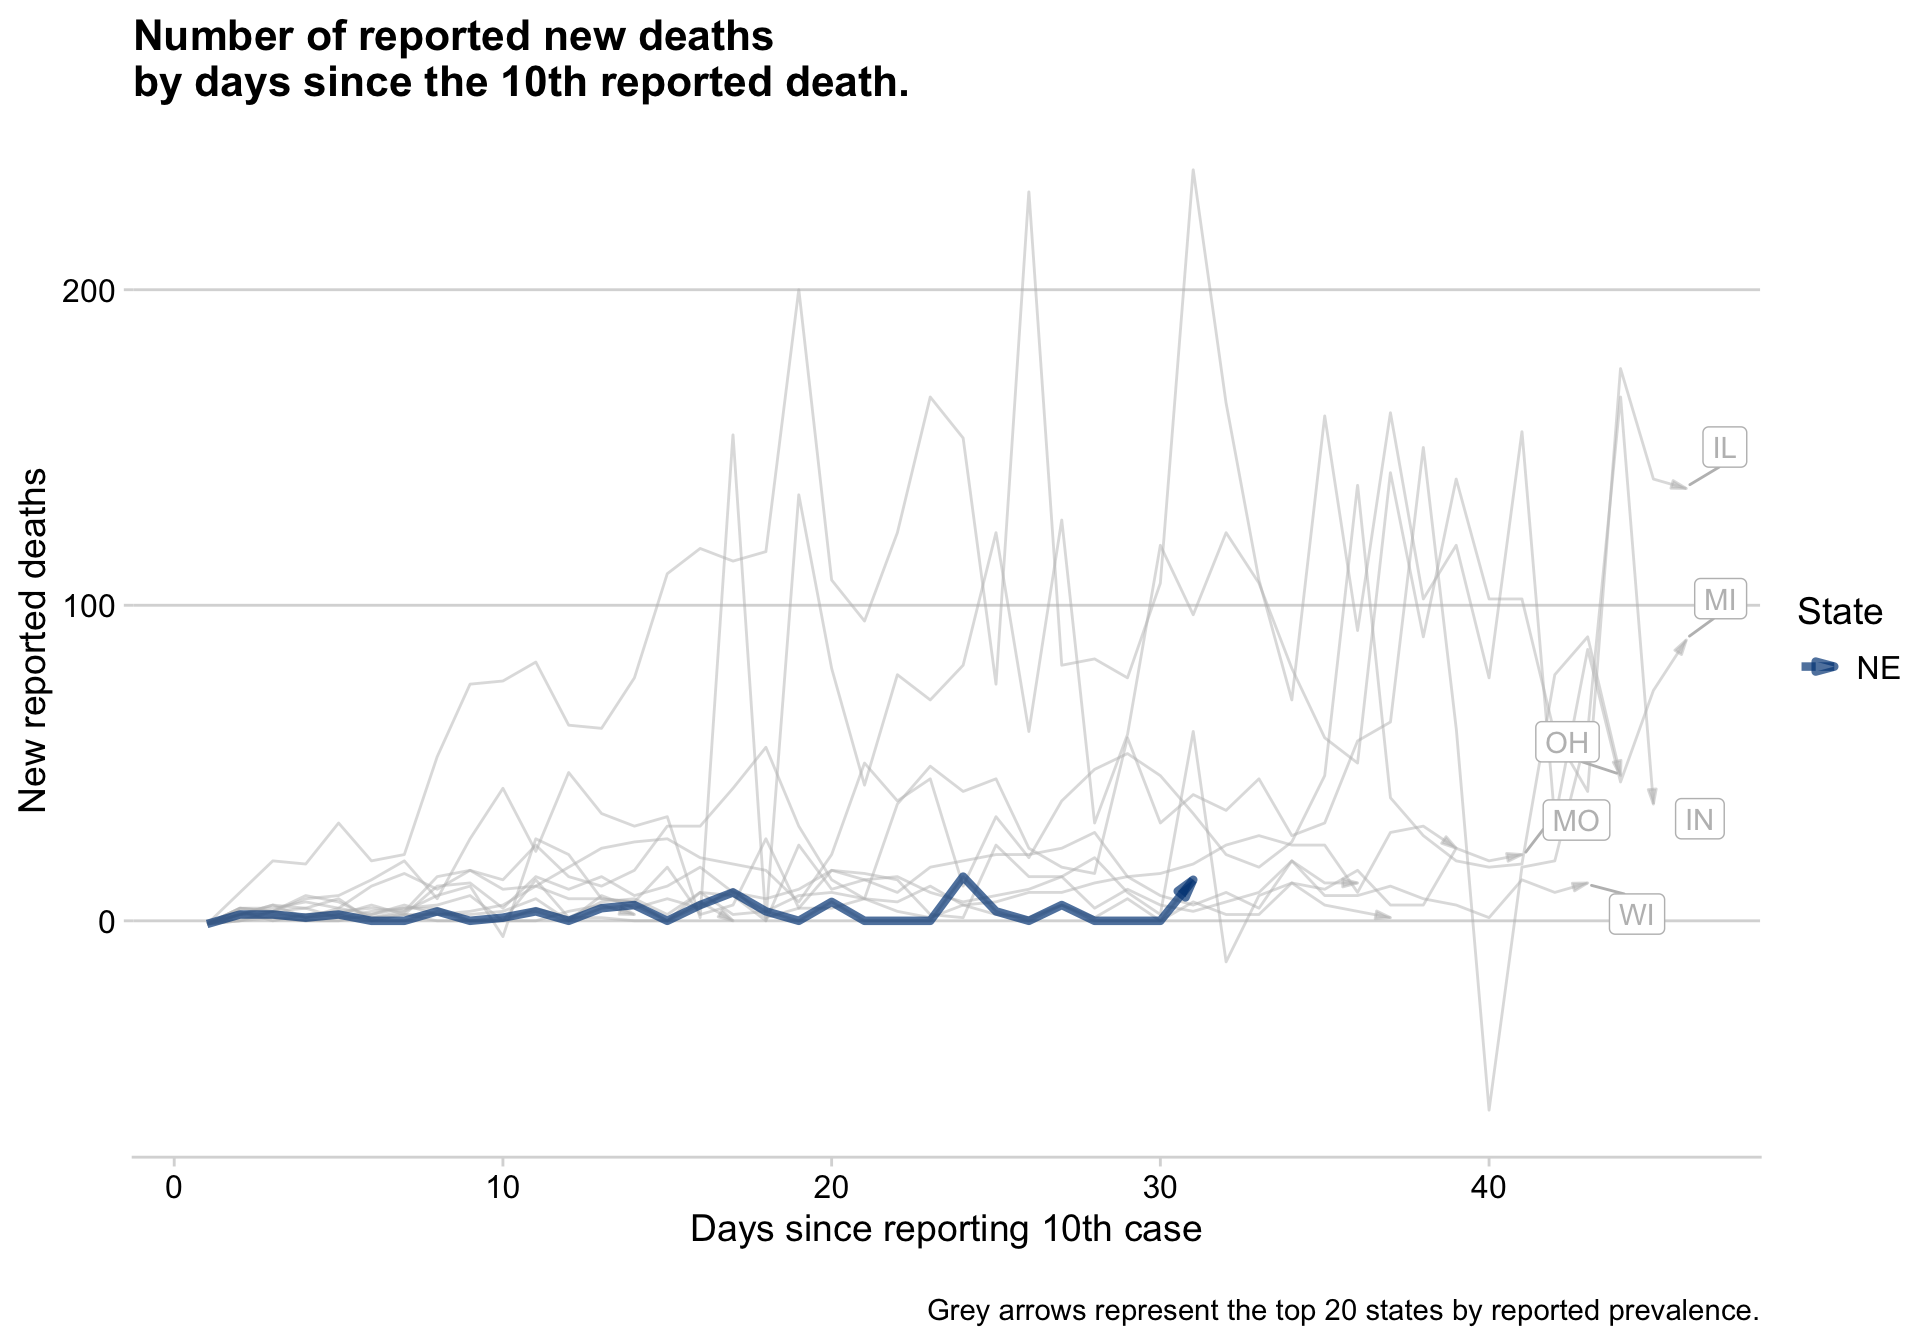 Number of reported new deaths
by days since the 10th reported death.
New reported deaths
200
100
0
IL
MI
OH
MO
IN
WI
State
NE
0 10 20 30 40
Days since reporting 10th case
Grey arrows represent the top 20 states by reported prevalence.